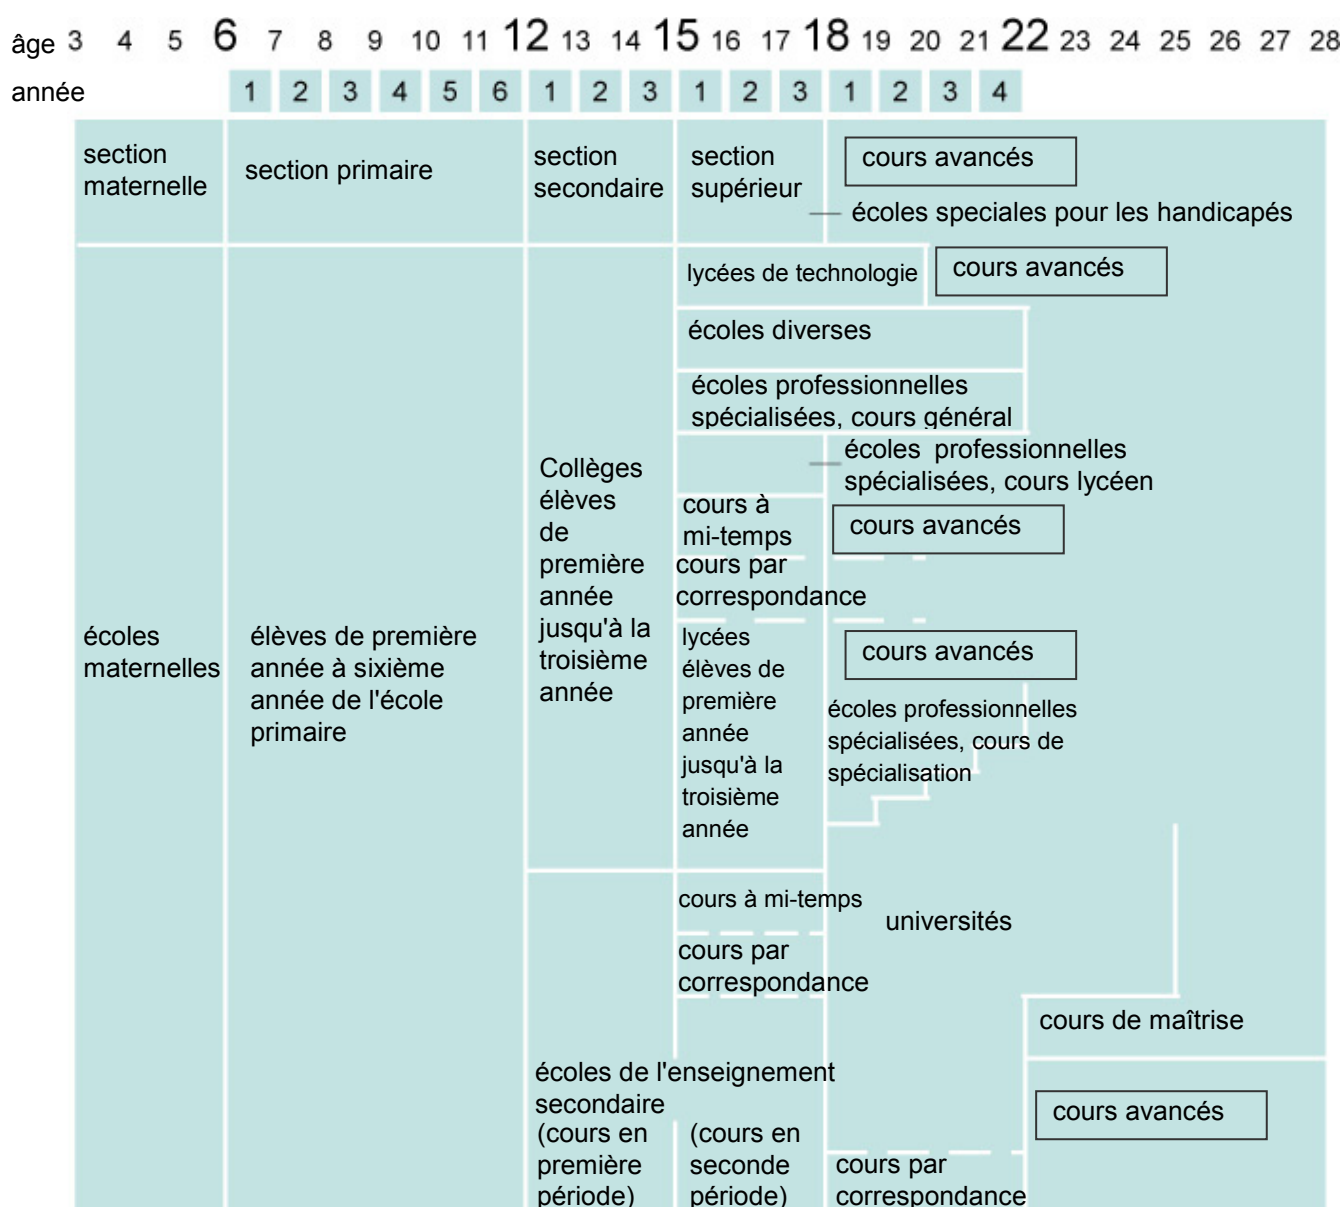 âge 3 4 5 6 7 8 9 10 11 12 13 14 15 16 17 18 19 20 21 22 23 24 25 26 27 28
année 1 2 3 4 5 6 1 2 3 1 2 3 1 2 3 4
section
maternelle
section primaire
section
secondaire
section
supérieur
cours avancés
écoles speciales pour les handicapés
lycées de technologie
cours avancés
écoles diverses
écoles professionnelles
spécialisées, cours général
écoles professionnelles
spécialisées, cours lycéen
cours à
mi-temps
cours avancés
cours par
correspondance
écoles
maternelles
élèves de première
année à sixième
année de l'école
primaire
Collèges
élèves
de
première
année
jusqu'à la
troisième
année
lycées
élèves de
première
année
jusqu'à la
troisième
année
cours avancés
écoles professionnelles
spécialisées, cours de
spécialisation
cours à mi-temps
cours par
correspondance
universités
cours de maîtrise
cours avancés
écoles de l'enseignement
secondaire
(cours en
première
période)
(cours en
seconde
période)
cours par
correspondance